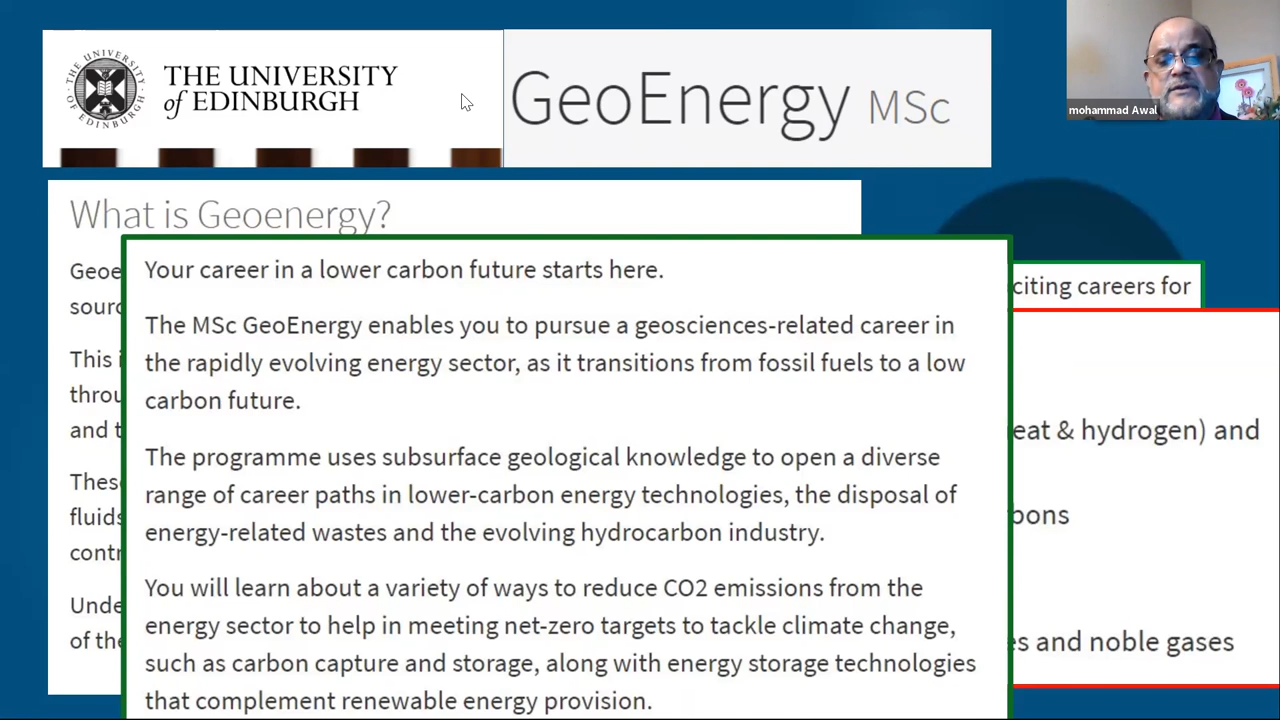 THE UNIVERSITY
of EDINBURGH
GeoEnergy MSc
mohammad Awal
What is Geoenergy?
Your career in a lower carbon future starts here.
The MSc GeoEnergy enables you to pursue a geosciences-related career in
the rapidly evolving energy sector, as it transitions from fossil fuels to a low
carbon future.
The programme uses subsurface geological knowledge to open a diverse
range of career paths in lower-carbon energy technologies, the disposal of
energy-related wastes and the evolving hydrocarbon industry.
You will learn about a variety of ways to reduce CO2 emissions from the
energy sector to help in meeting net-zero targets to tackle climate change,
such as carbon capture and storage, along with energy storage technologies
that complement renewable energy provision.
careers for
& hydrogen) and
and noble gases